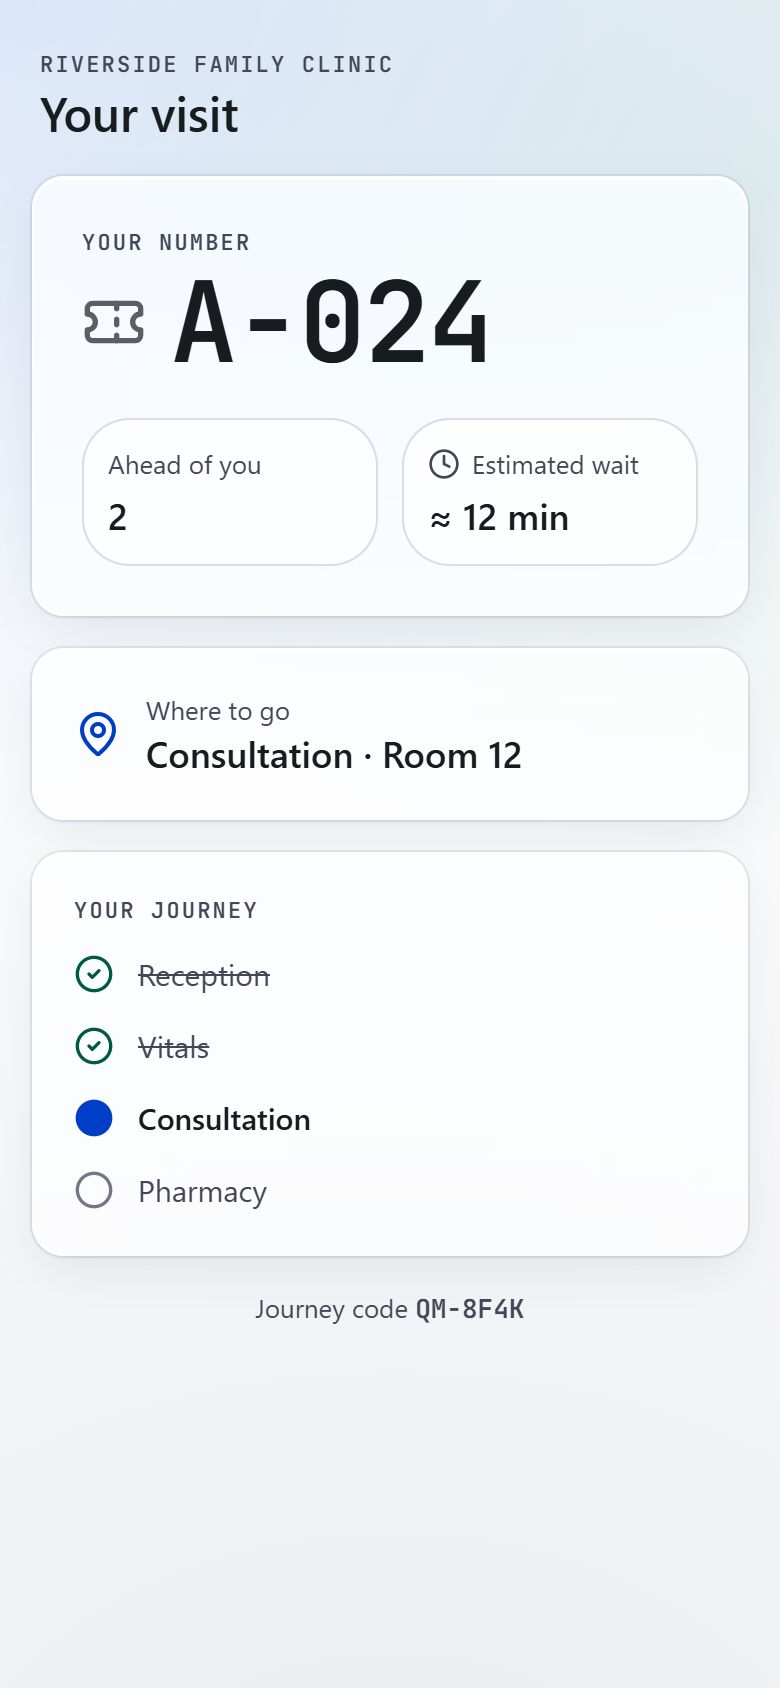 RIVERSIDE FAMILY CLINIC
Your visit
YOUR NUMBER
A-024
Ahead of you
2
Estimated wait
≈ 12 min
Where to go
Consultation · Room 12
YOUR JOURNEY
Reception
Vitals
Consultation
Pharmacy
Journey code QM-8F4K